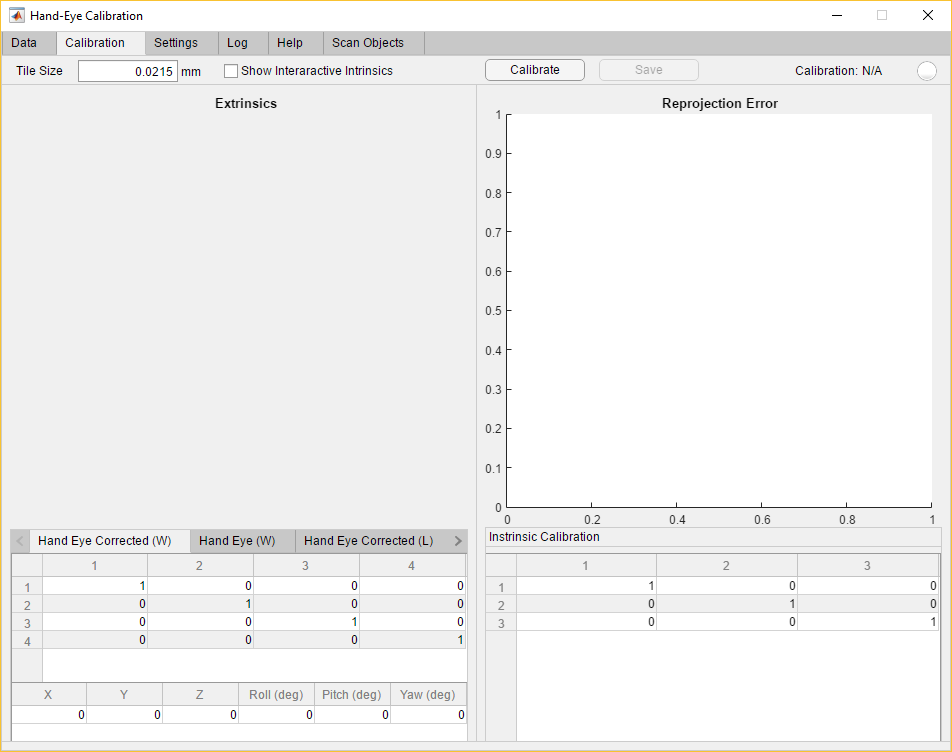 Hand-Eye Calibration
Data Calibration Settings Log Help Scan Objects
Tile Size 0.0215 mm Show Interaractive Intrinsics Calibrate Save Calibration: N/A
Extrinsics
Reprojection Error
1
0.9
0.8
0.7
0.6
0.5
0.4
0.3
0.2
0.1
0
0 0.2 0.4 0.6 0.8 1
Hand Eye Corrected (W) Hand Eye (W) Hand Eye Corrected (L)
1 2 3 4
1 1 0 0 0
2 0 1 0 0
3 0 0 1 0
4 0 0 0 1
X Y Z Roll (deg) Pitch (deg) Yaw (deg)
0 0 0 0 0 0
Instrinsic Calibration
1 2 3
1 1 0 0
2 0 1 0
3 0 0 1